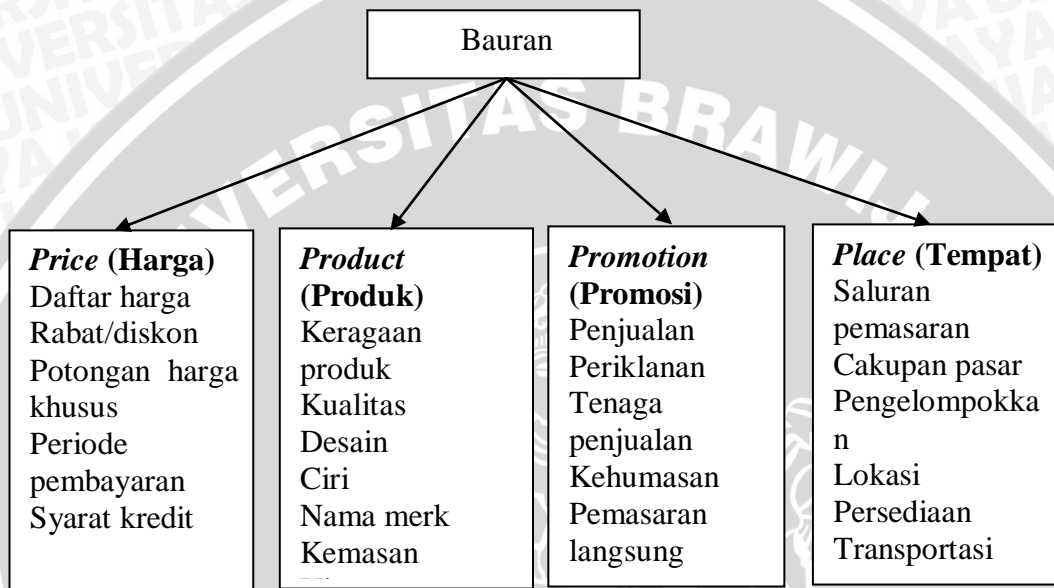 Bauran
Price (Harga)
Daftar harga
Rabat/diskon
Potongan harga
khusus
Periode
pembayaran
Syarat kredit
Product
(Produk)
Keragaan
produk
Kualitas
Desain
Ciri
Nama merk
Kemasan
Promotion
(Promosi)
Penjualan
Periklanan
Tenaga
penjualan
Kehumasan
Pemasaran
langsung
Place (Tempat)
Saluran
pemasaran
Cakupan pasar
Pengelompokka
n
Lokasi
Persediaan
Transportasi